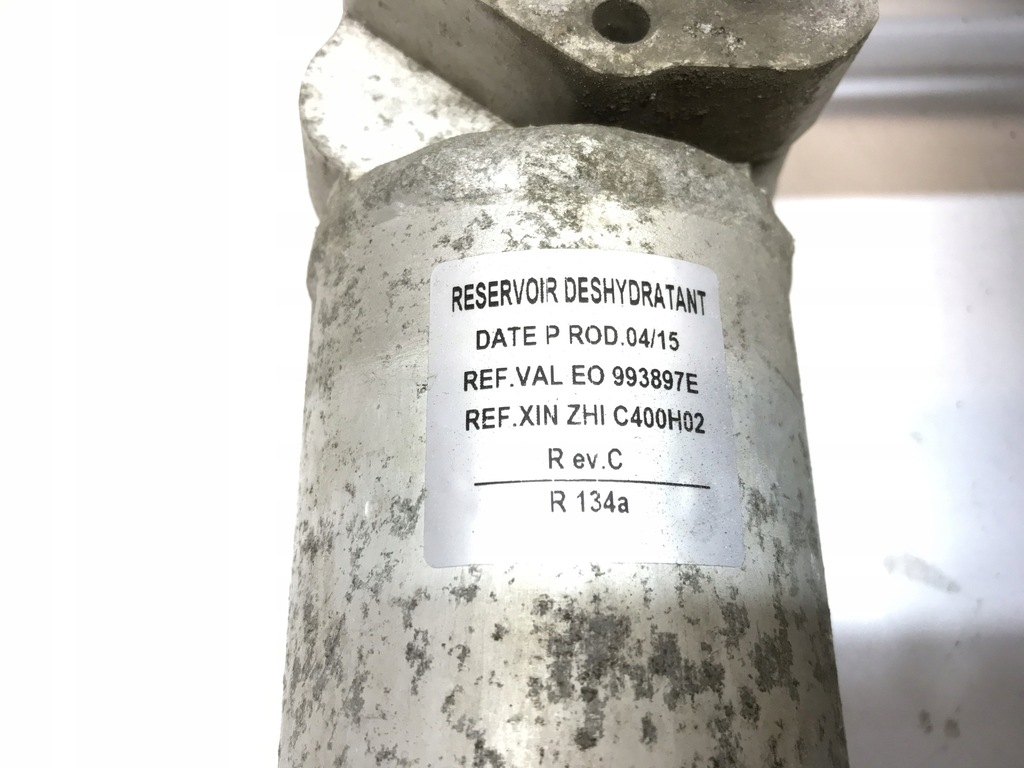 RESERVOIR DESHYDRATANT
DATE P ROD.04/15
REF.VAL EO 993897E
REF.XIN ZHI C400H02
R ev.C
R 134a